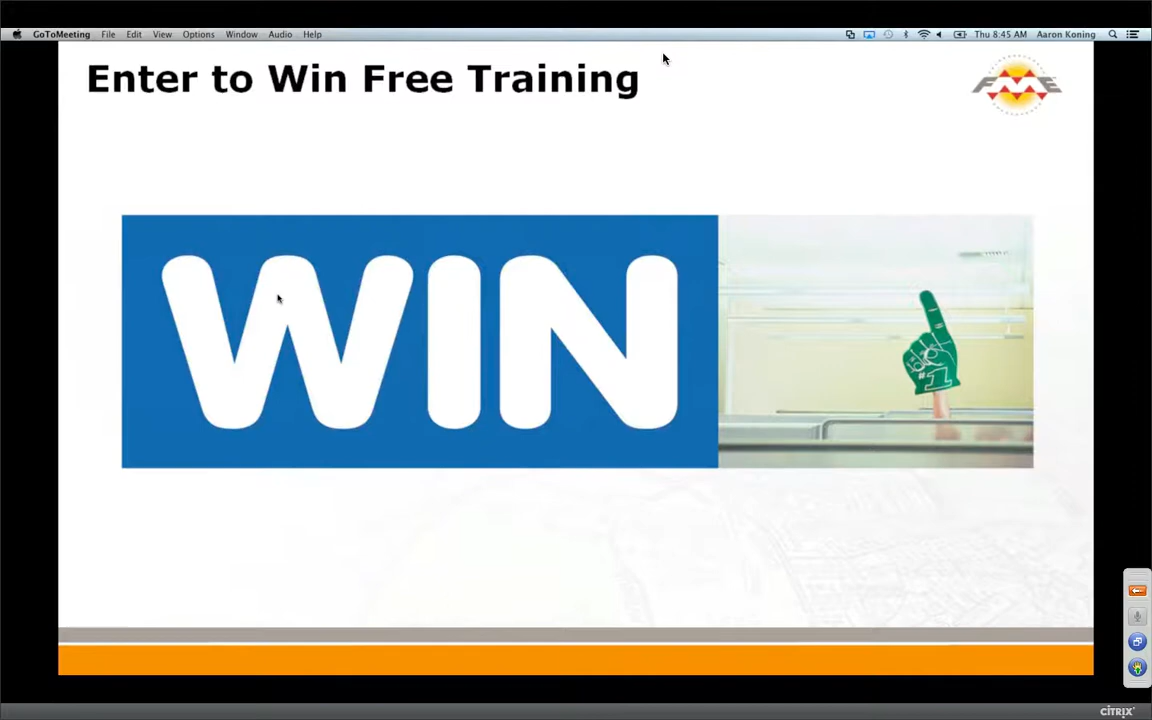 GoToMeeting File Edit View Options Window Audio Help Thu 8:45 AM Aaron Koning
Enter to Win Free Training
FME
WIN
#1
CITRIX